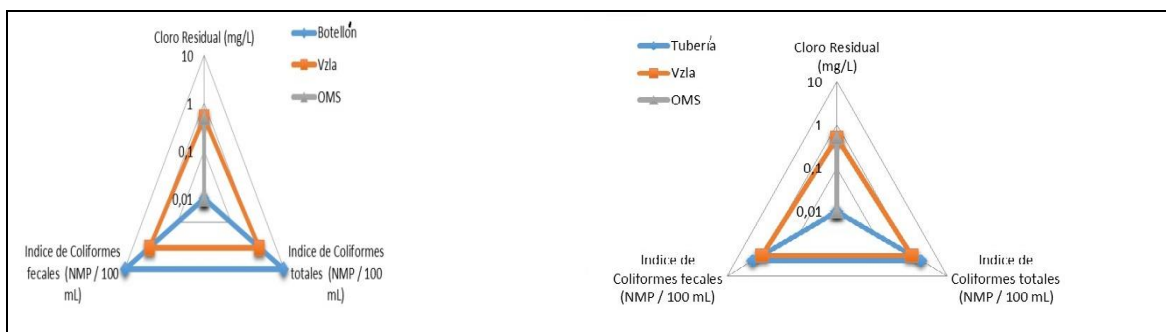 Cloro Residual (mg/L)
10
1
0,1
0,01
Botellón
Vzla
OMS
Indice de Coliformes
fecales (NMP / 100
mL)
Indice de Coliformes
totales (NMP / 100
mL)
Tubería
Vzla
OMS
Cloro Residual
(mg/L)
10
1
0,1
0,01
Indice de
Coliformes fecales
(NMP / 100 mL)
Indice de
Coliformes totales
(NMP / 100 mL)